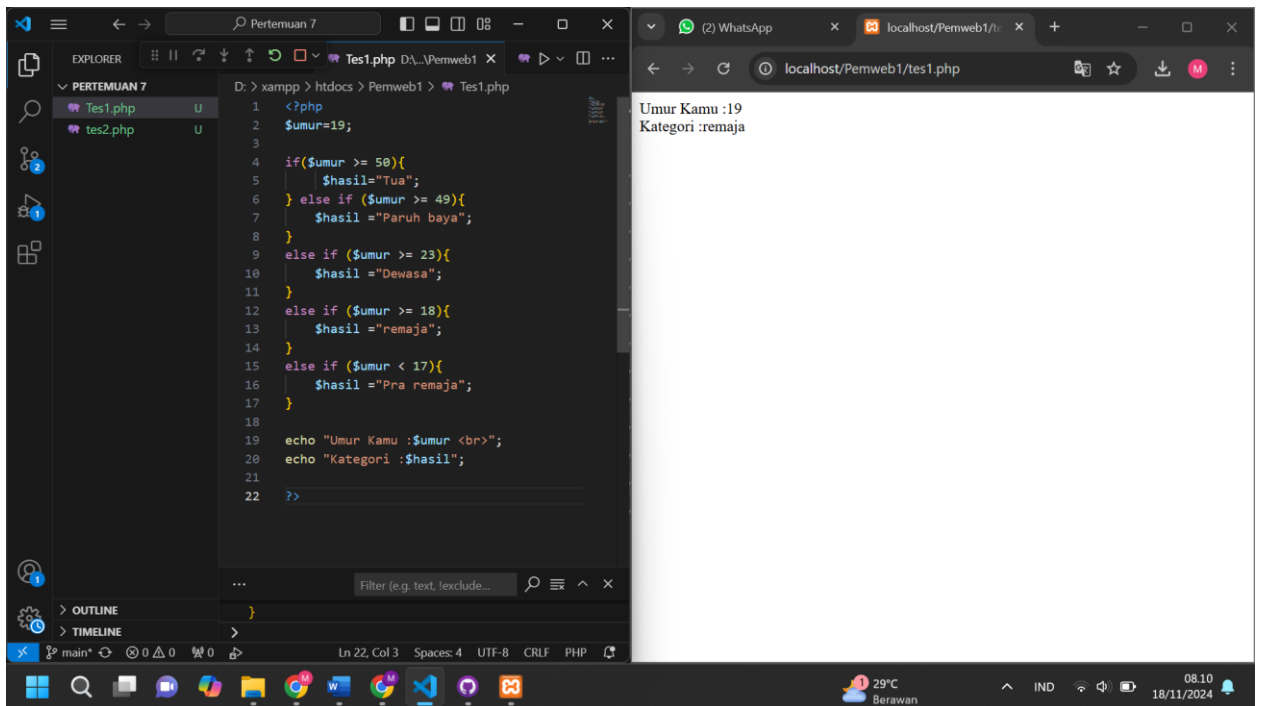 Pertemuan 7
EXPLORER
Tes1.php D:\...\Pemweb1
PERTEMUAN 7
Tes1.php U
tes2.php U
2
1
D: > xampp > htdocs > Pemweb1 > Tes1.php
1 <?php
2 $umur=19;
3
4 if($umur >= 50){
5 $hasil="Tua";
6 } else if ($umur >= 49){
7 $hasil ="Paruh baya";
8 }
9 else if ($umur >= 23){
10 $hasil ="Dewasa";
11 }
12 else if ($umur >= 18){
13 $hasil ="remaja";
14 }
15 else if ($umur < 17){
16 $hasil ="Pra remaja";
17 }
18
19 echo "Umur Kamu :$umur <br>";
20 echo "Kategori :$hasil";
21
22 ?>
Filter (e.g. text, !exclude...
}
>
1
OUTLINE
TIMELINE
main* 0 0 0 Ln 22, Col 3 Spaces: 4 UTF-8 CRLF PHP
(2) WhatsApp
localhost/Pemweb1/te
localhost/Pemweb1/tes1.php
M
Umur Kamu :19
Kategori :remaja
1
29°C
Berawan
IND
08.10
18/11/2024